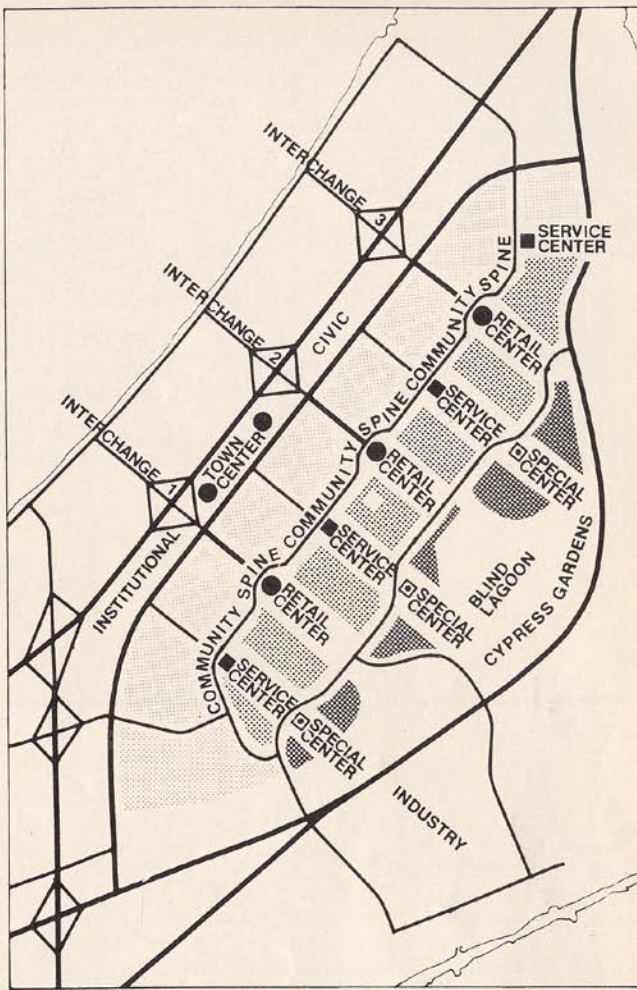 INTERCHANGE 3
INTERCHANGE 2
INTERCHANGE 1
CIVIC
TOWN
CENTER
INSTITUTIONAL
COMMUNITY SPINE COMMUNITY SPINE COMMUNITY SPINE
SERVICE
CENTER
RETAIL
CENTER
SERVICE
CENTER
RETAIL
CENTER
SERVICE
CENTER
RETAIL
CENTER
SERVICE
CENTER
SPECIAL
CENTER
SPECIAL
CENTER
SPECIAL
CENTER
BLIND
LAGOON
CYPRESS GARDENS
INDUSTRY